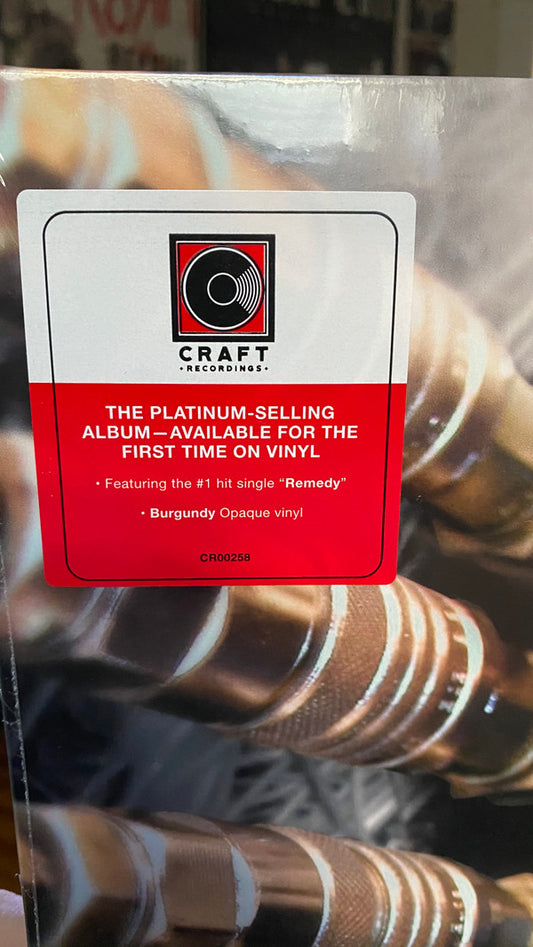 CRAFT
• RECORDINGS •
THE PLATINUM-SELLING
ALBUM—AVAILABLE FOR THE
FIRST TIME ON VINYL
• Featuring the #1 hit single “Remedy”
• Burgundy Opaque vinyl
CR00258